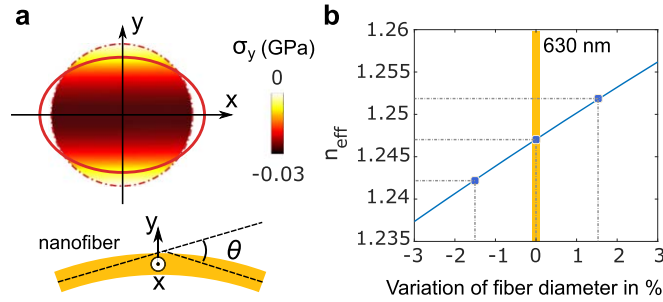 a
y
x
σy (GPa)
0
-0.03
nanofiber
y
x
θ
b
630 nm
1.26
1.255
1.25
1.245
1.24
1.235
neff
-3 -2 -1 0 1 2 3
Variation of fiber diameter in %